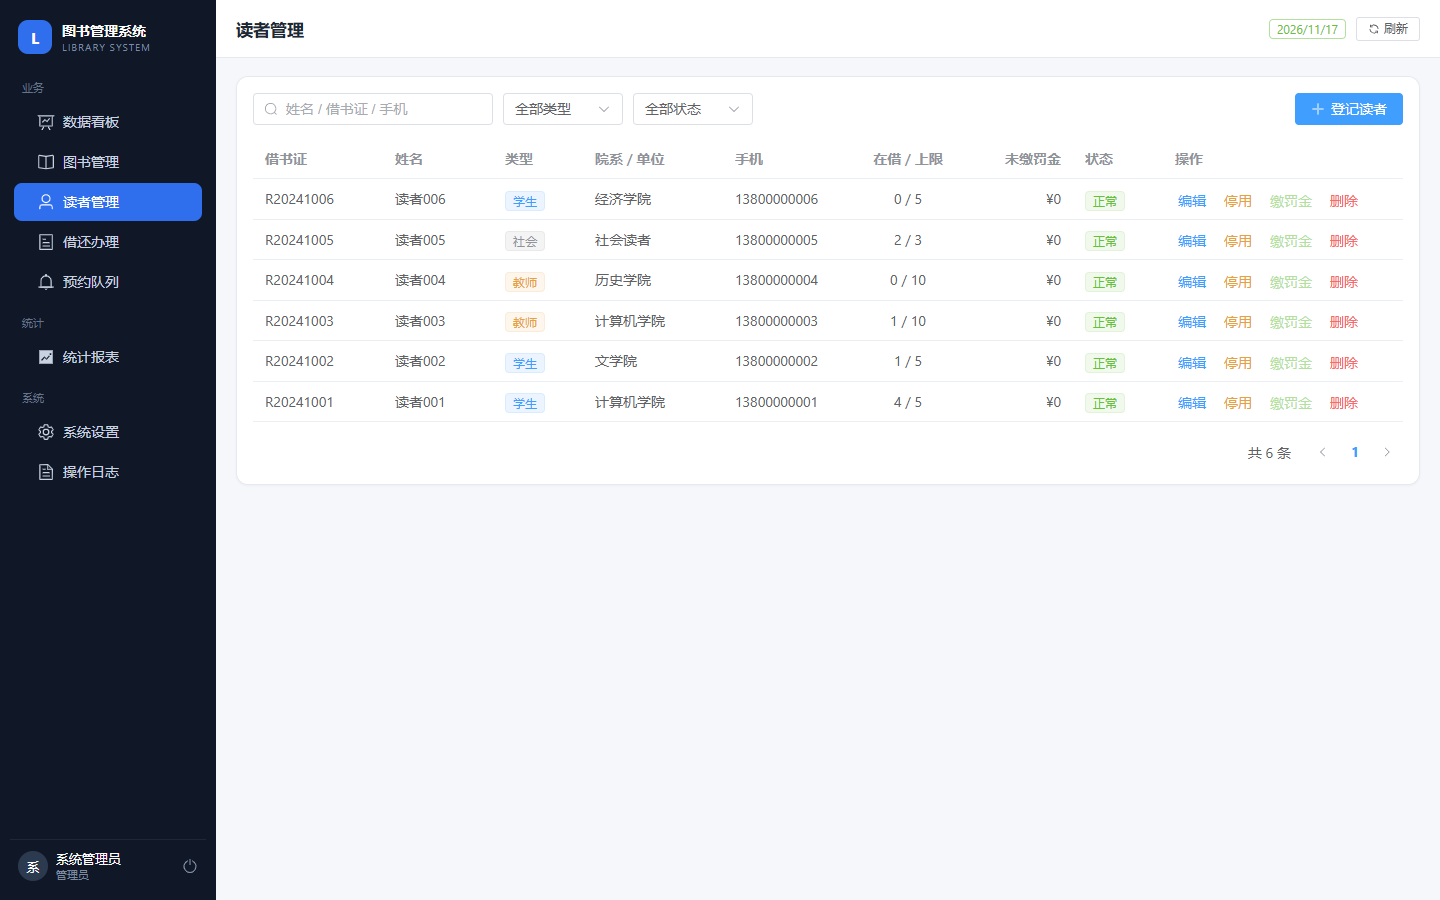 L
图书管理系统
LIBRARY SYSTEM
业务
数据看板
图书管理
读者管理
借还办理
预约队列
统计
统计报表
系统
系统设置
操作日志
系
系统管理员
管理员
读者管理
2026/11/17
刷新
姓名 / 借书证 / 手机
全部类型
全部状态
登记读者
借书证 姓名 类型 院系 / 单位 手机 在借 / 上限 未缴罚金 状态 操作
R20241006 读者006 学生 经济学院 13800000006 0 / 5 ¥0 正常 编辑 停用 缴罚金 删除
R20241005 读者005 社会 社会读者 13800000005 2 / 3 ¥0 正常 编辑 停用 缴罚金 删除
R20241004 读者004 教师 历史学院 13800000004 0 / 10 ¥0 正常 编辑 停用 缴罚金 删除
R20241003 读者003 教师 计算机学院 13800000003 1 / 10 ¥0 正常 编辑 停用 缴罚金 删除
R20241002 读者002 学生 文学院 13800000002 1 / 5 ¥0 正常 编辑 停用 缴罚金 删除
R20241001 读者001 学生 计算机学院 13800000001 4 / 5 ¥0 正常 编辑 停用 缴罚金 删除
共 6 条 1